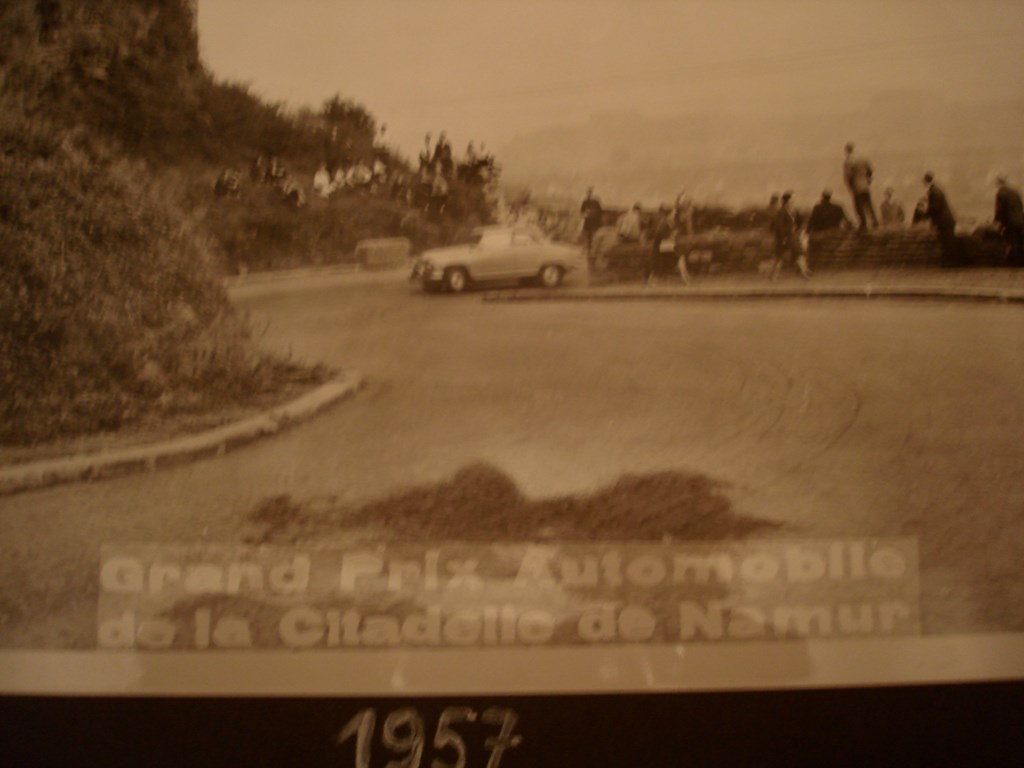 Grand Prix Automobile
de la Citadelle de Namur
1957